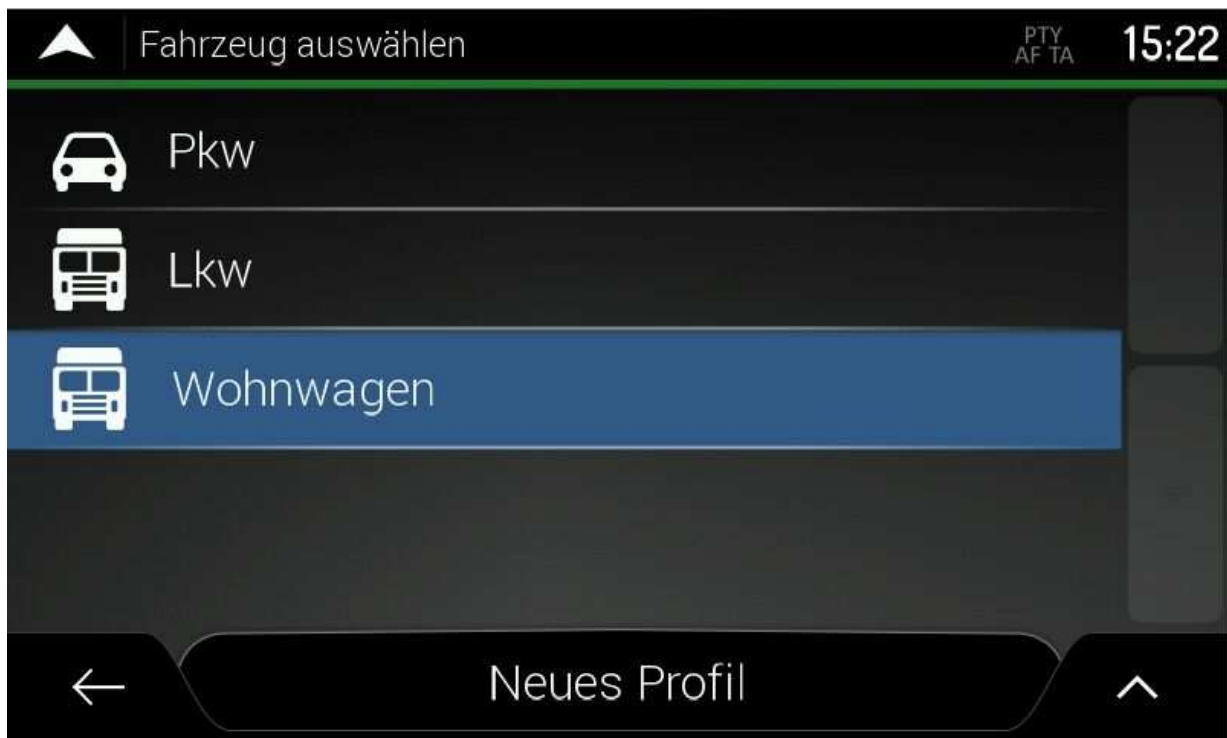 Fahrzeug auswählen
PTY
AF TA
15:22
Pkw
Lkw
Wohnwagen
Neues Profil